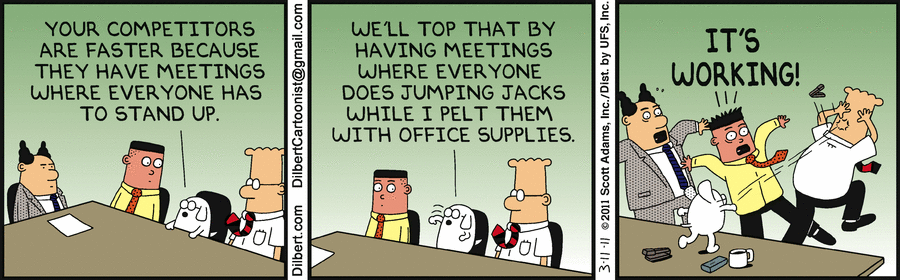 YOUR COMPETITORS
ARE FASTER BECAUSE
THEY HAVE MEETINGS
WHERE EVERYONE HAS
TO STAND UP.
Dilbert.com DilbertCartoonist@gmail.com
WE'LL TOP THAT BY
HAVING MEETINGS
WHERE EVERYONE
DOES JUMPING JACKS
WHILE I PELT THEM
WITH OFFICE SUPPLIES.
3-11-11 © 2011 Scott Adams, Inc./Dist. by UFS, Inc.
IT'S
WORKING!